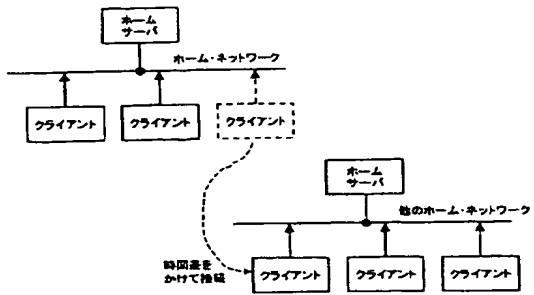 ホーム
サーバ
ホーム・ネットワーク
クライアント
クライアント
クライアント
ホーム
サーバ
他のホーム・ネットワーク
時間差を
かけて接続
クライアント
クライアント
クライアント